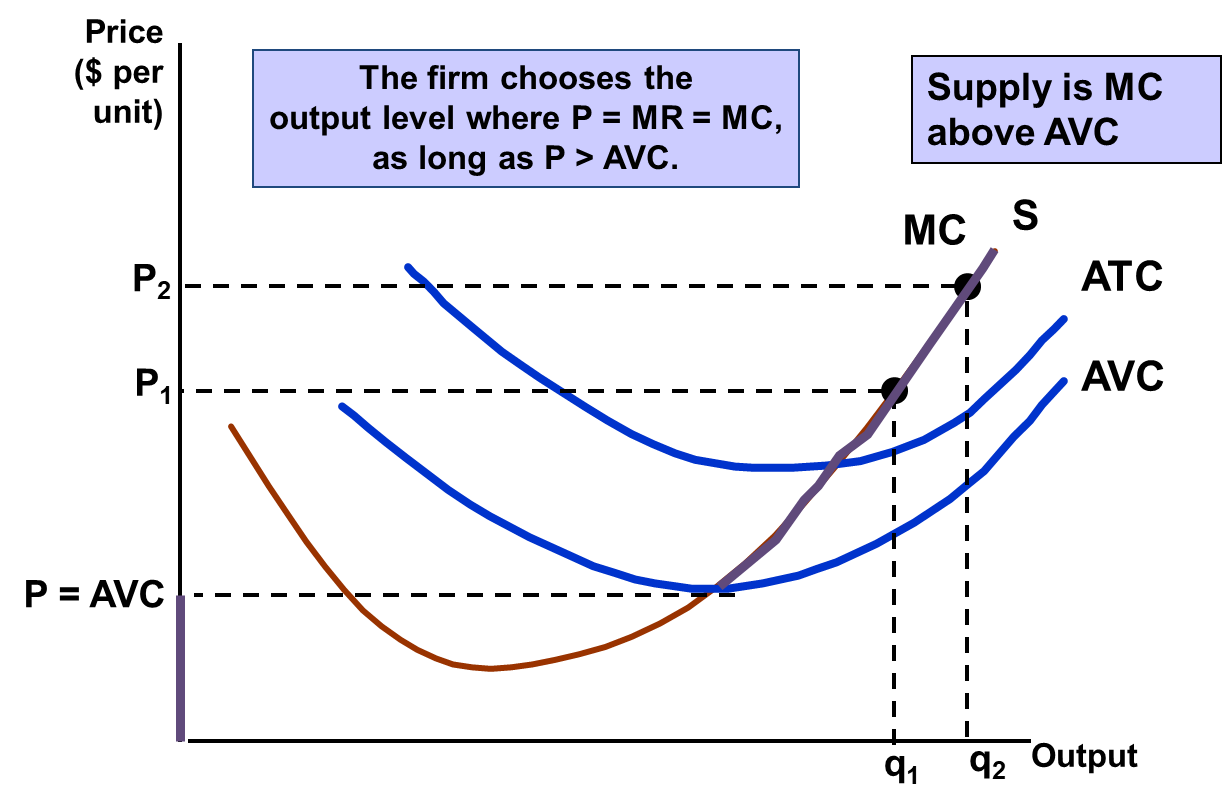 Price
($ per
unit)
The firm chooses the
output level where P = MR = MC,
as long as P > AVC.
Supply is MC
above AVC
MC
S
P₂
ATC
P₁
AVC
P = AVC
q₁
q₂
Output